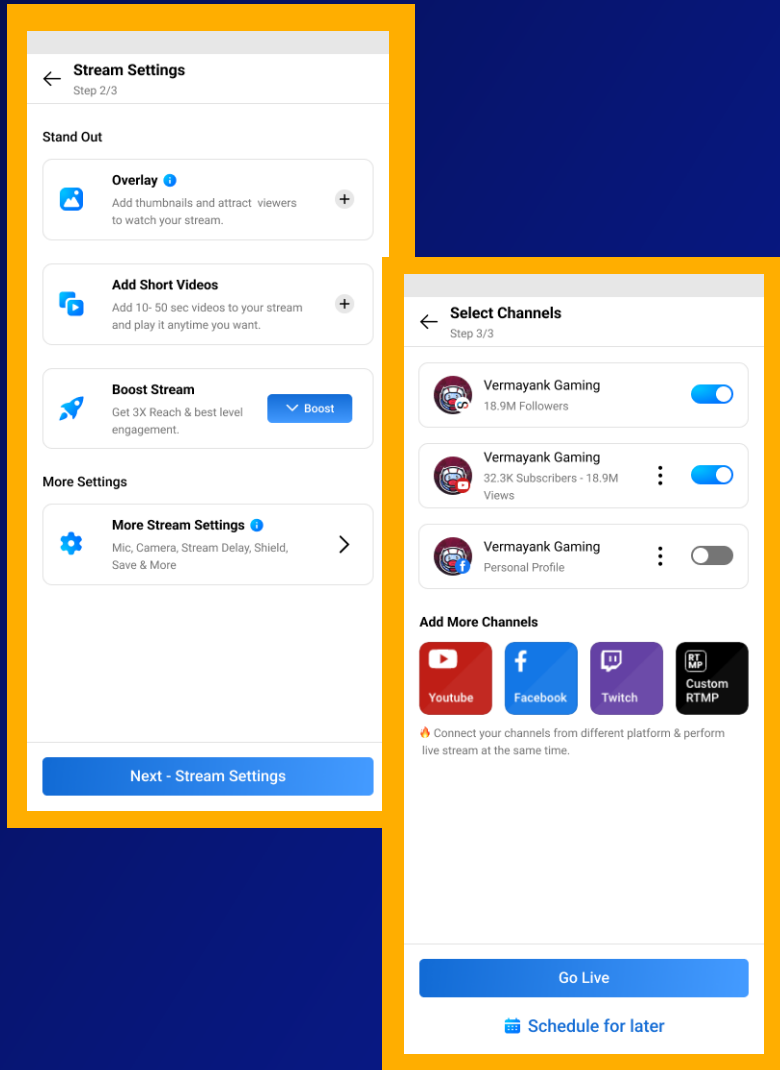 Stream Settings
Step 2/3
Stand Out
Overlay
Add thumbnails and attract viewers
to watch your stream.
Add Short Videos
Add 10- 50 sec videos to your stream
and play it anytime you want.
Boost Stream
Get 3X Reach & best level
engagement.
Boost
More Settings
More Stream Settings
Mic, Camera, Stream Delay, Shield,
Save & More
Next - Stream Settings
Select Channels
Step 3/3
Vermayank Gaming
18.9M Followers
Vermayank Gaming
32.3K Subscribers - 18.9M
Views
Vermayank Gaming
Personal Profile
Add More Channels
Youtube
Facebook
Twitch
RT
MP
Custom
RTMP
Connect your channels from different platform & perform
live stream at the same time.
Go Live
Schedule for later